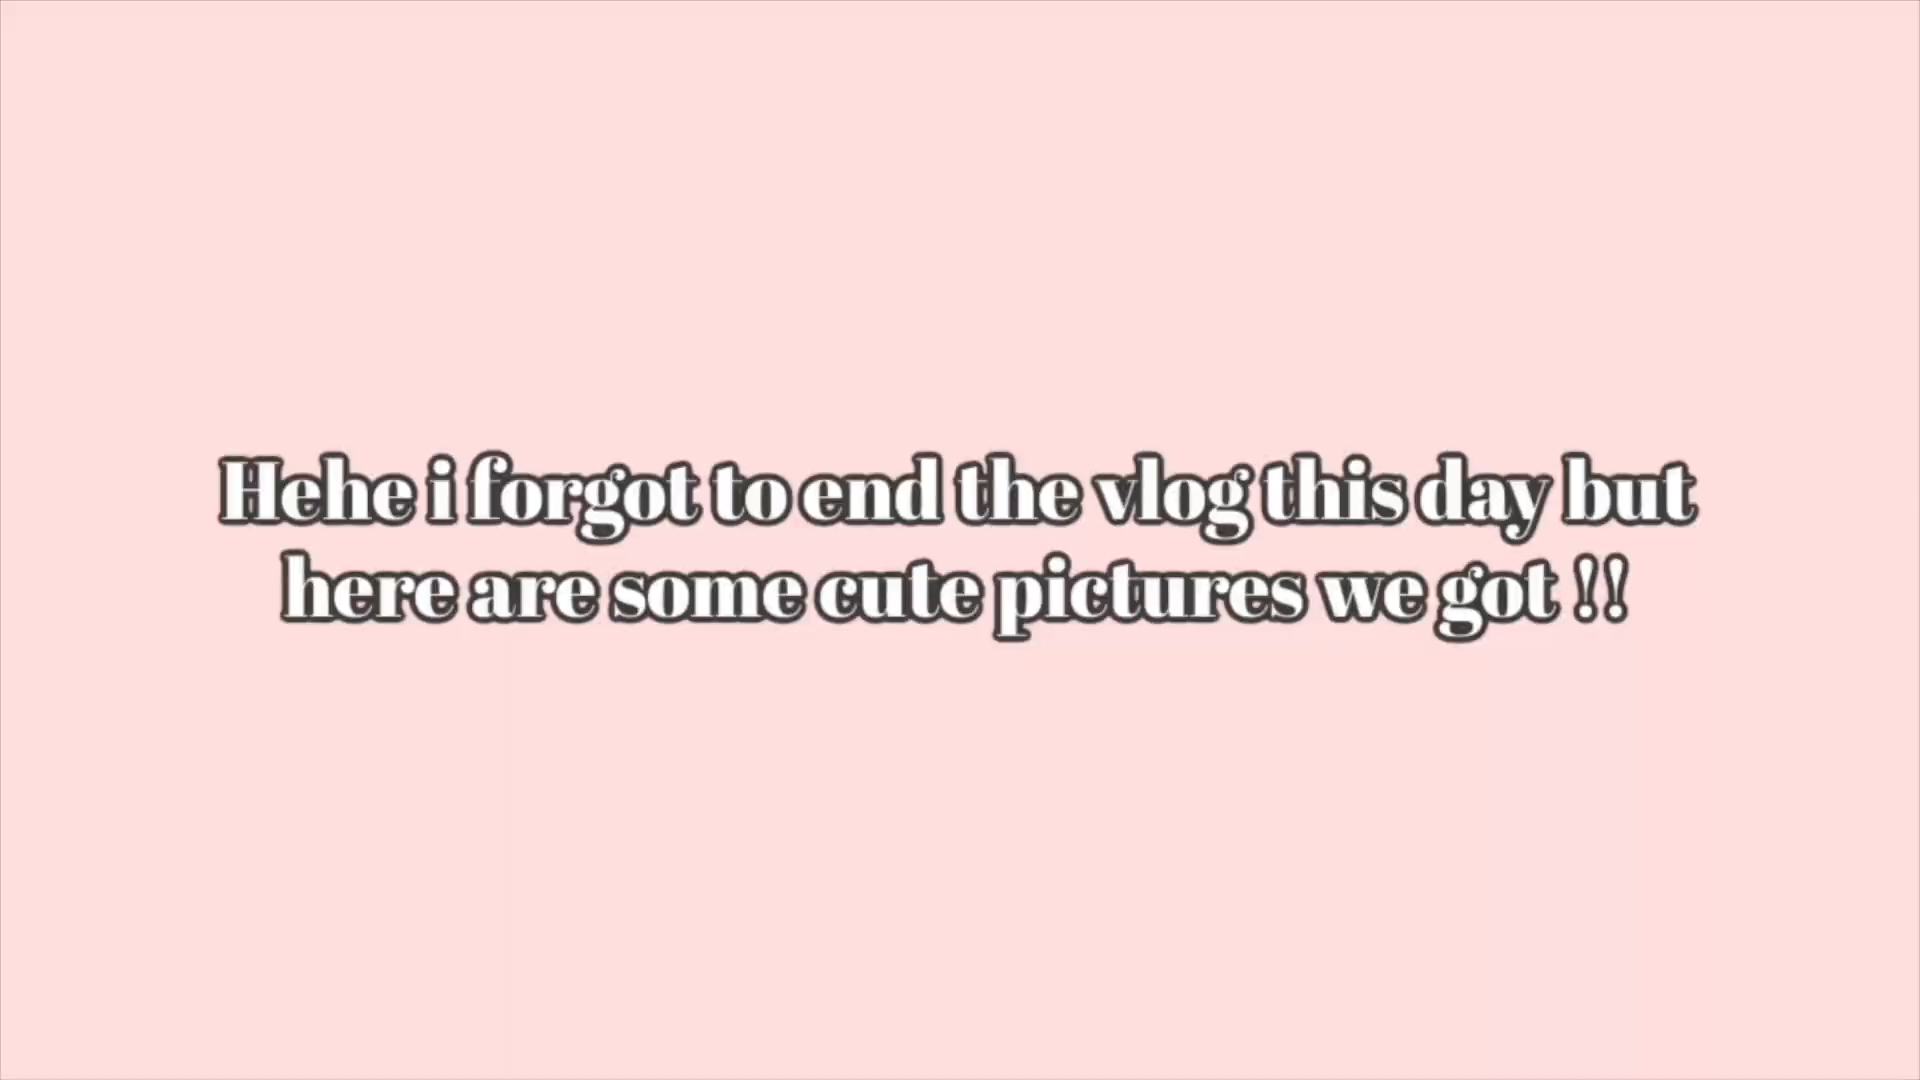 Hehe i forgot to end the vlog this day but
here are some cute pictures we got !!